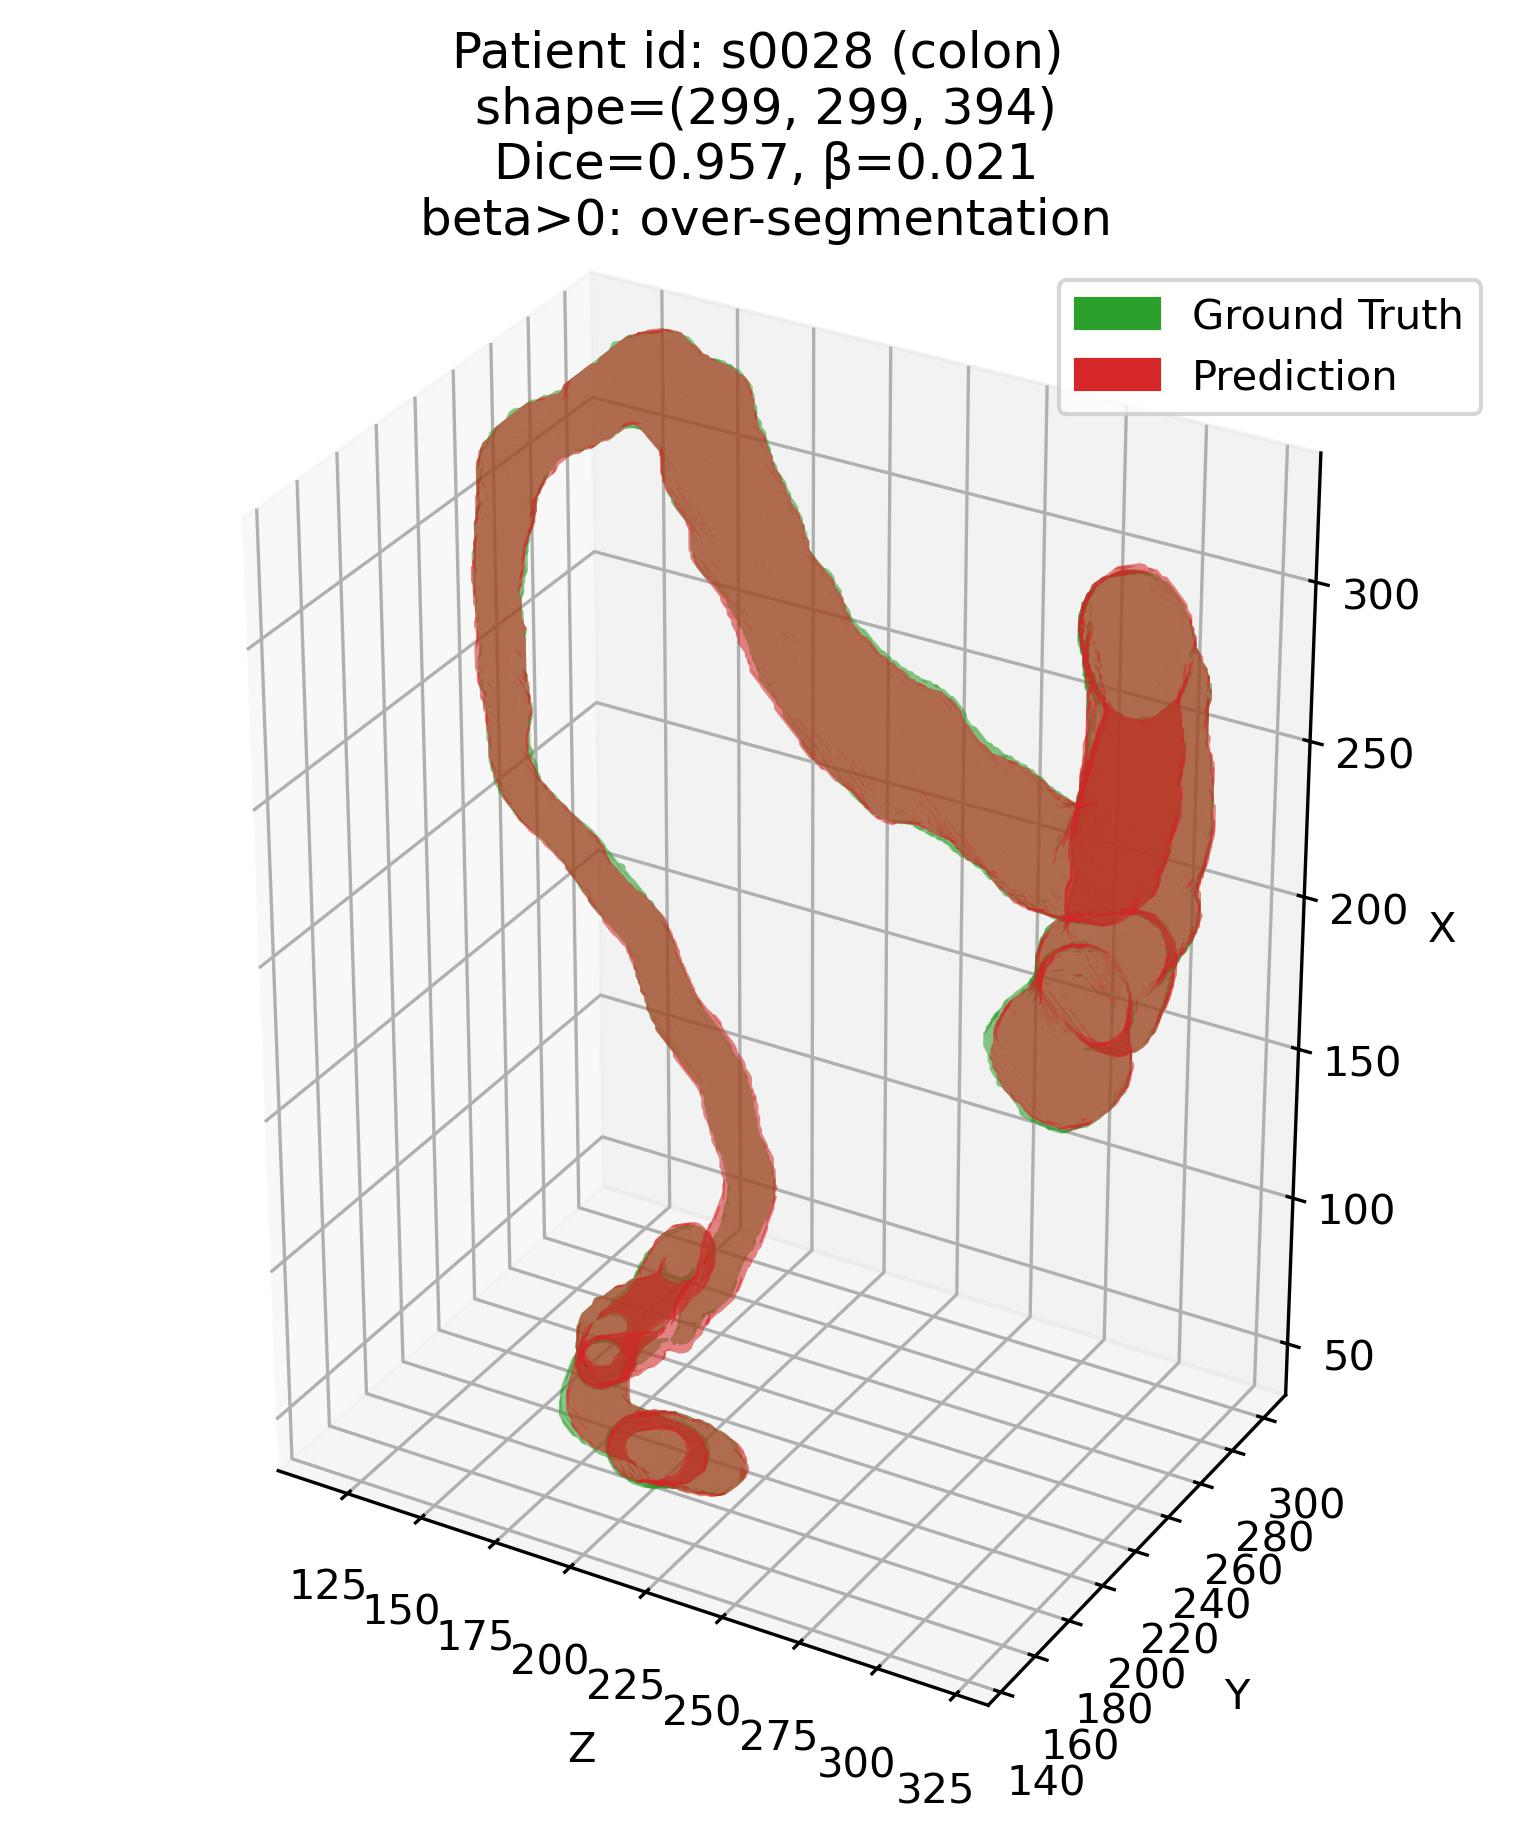 Patient id: s0028 (colon)
shape=(299, 299, 394)
Dice=0.957, β=0.021
beta>0: over-segmentation
Ground Truth
Prediction
300
250
200
X
150
100
50
300
280
260
240
220
200
180
160
140
Y
125
150
175
200
225
250
275
300
325
Z